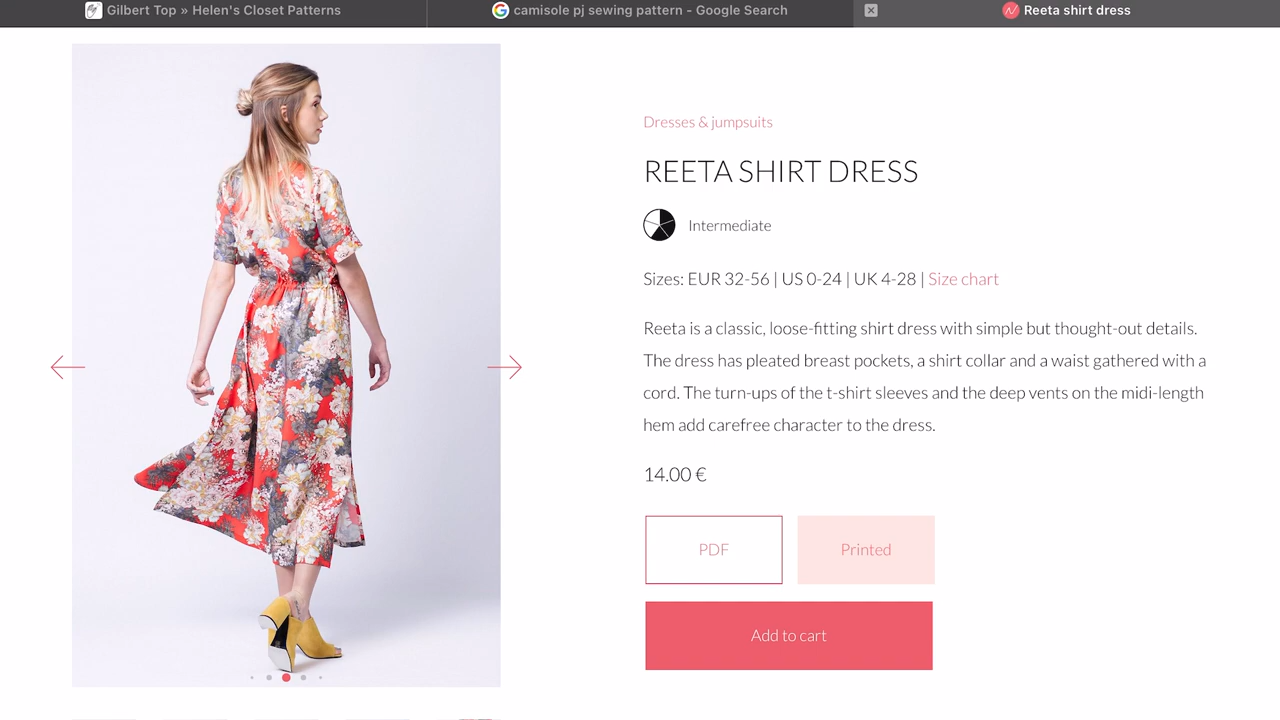 Gilbert Top » Helen's Closet Patterns
camisole pj sewing pattern - Google Search
Reeta shirt dress
Dresses & jumpsuits
REETA SHIRT DRESS
Intermediate
Sizes: EUR 32-56 | US 0-24 | UK 4-28 | Size chart
Reeta is a classic, loose-fitting shirt dress with simple but thought-out details.
The dress has pleated breast pockets, a shirt collar and a waist gathered with a
cord. The turn-ups of the t-shirt sleeves and the deep vents on the midi-length
hem add carefree character to the dress.
14.00 €
PDF
Printed
Add to cart